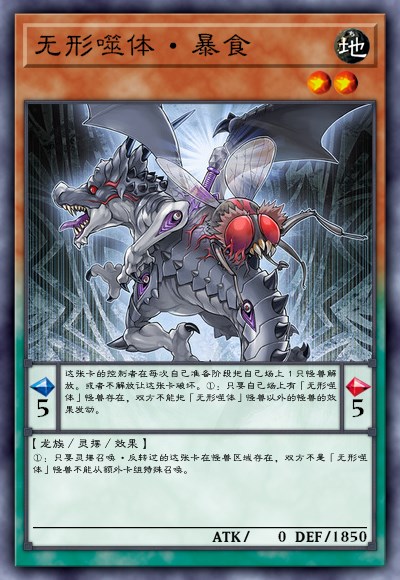 无形噬体·暴食
地
这张卡的控制者在每次自己准备阶段把自己场上1只怪兽解
放。或者不解放让这张卡破坏。①：只要自己场上有「无形噬
体」怪兽存在，双方不能把「无形噬体」怪兽以外的怪兽的效
果发动。
5
5
【龙族／灵摆／效果】
①：只要灵摆召唤·反转过的这张卡在怪兽区域存在，双方不是「无形噬
体」怪兽不能从额外卡组特殊召唤。
ATK/ 0 DEF/1850